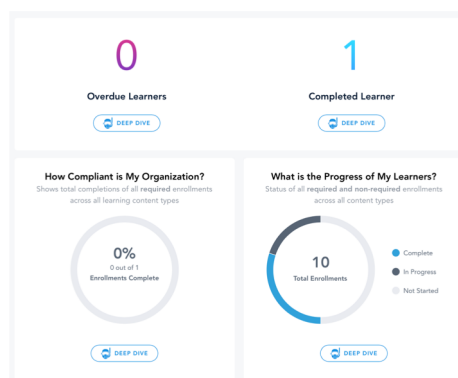 0
Overdue Learners
DEEP DIVE
1
Completed Learner
DEEP DIVE
How Compliant is My Organization?
Shows total completions of all required enrollments
across all learning content types
0%
0 out of 1
Enrollments Complete
DEEP DIVE
What is the Progress of My Learners?
Status of all required and non-required enrollments
across all content types
10
Total Enrollments
Complete
In Progress
Not Started
DEEP DIVE